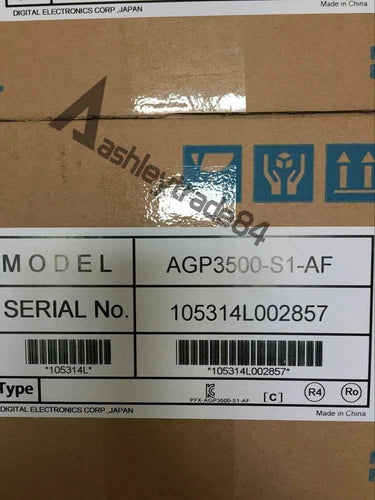 DIGITAL ELECTRONICS CORP.,JAPAN
Made in China
ashleytrade84
MODEL AGP3500-S1-AF
SERIAL No. 105314L002857
*105314L* *105314L002857*
Type PFX-AGP3500-S1-AF [C] R4 Ro
DIGITAL ELECTRONICS CORP.,JAPAN Made in China